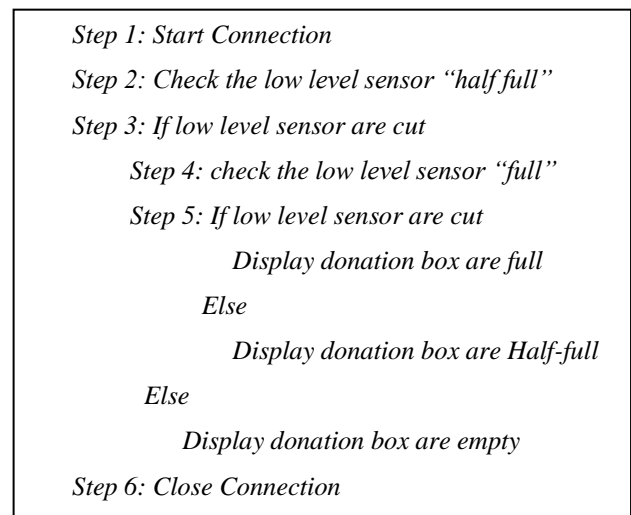 Step 1: Start Connection
Step 2: Check the low level sensor “half full”
Step 3: If low level sensor are cut
Step 4: check the low level sensor “full”
Step 5: If low level sensor are cut
Display donation box are full
Else
Display donation box are Half-full
Else
Display donation box are empty
Step 6: Close Connection